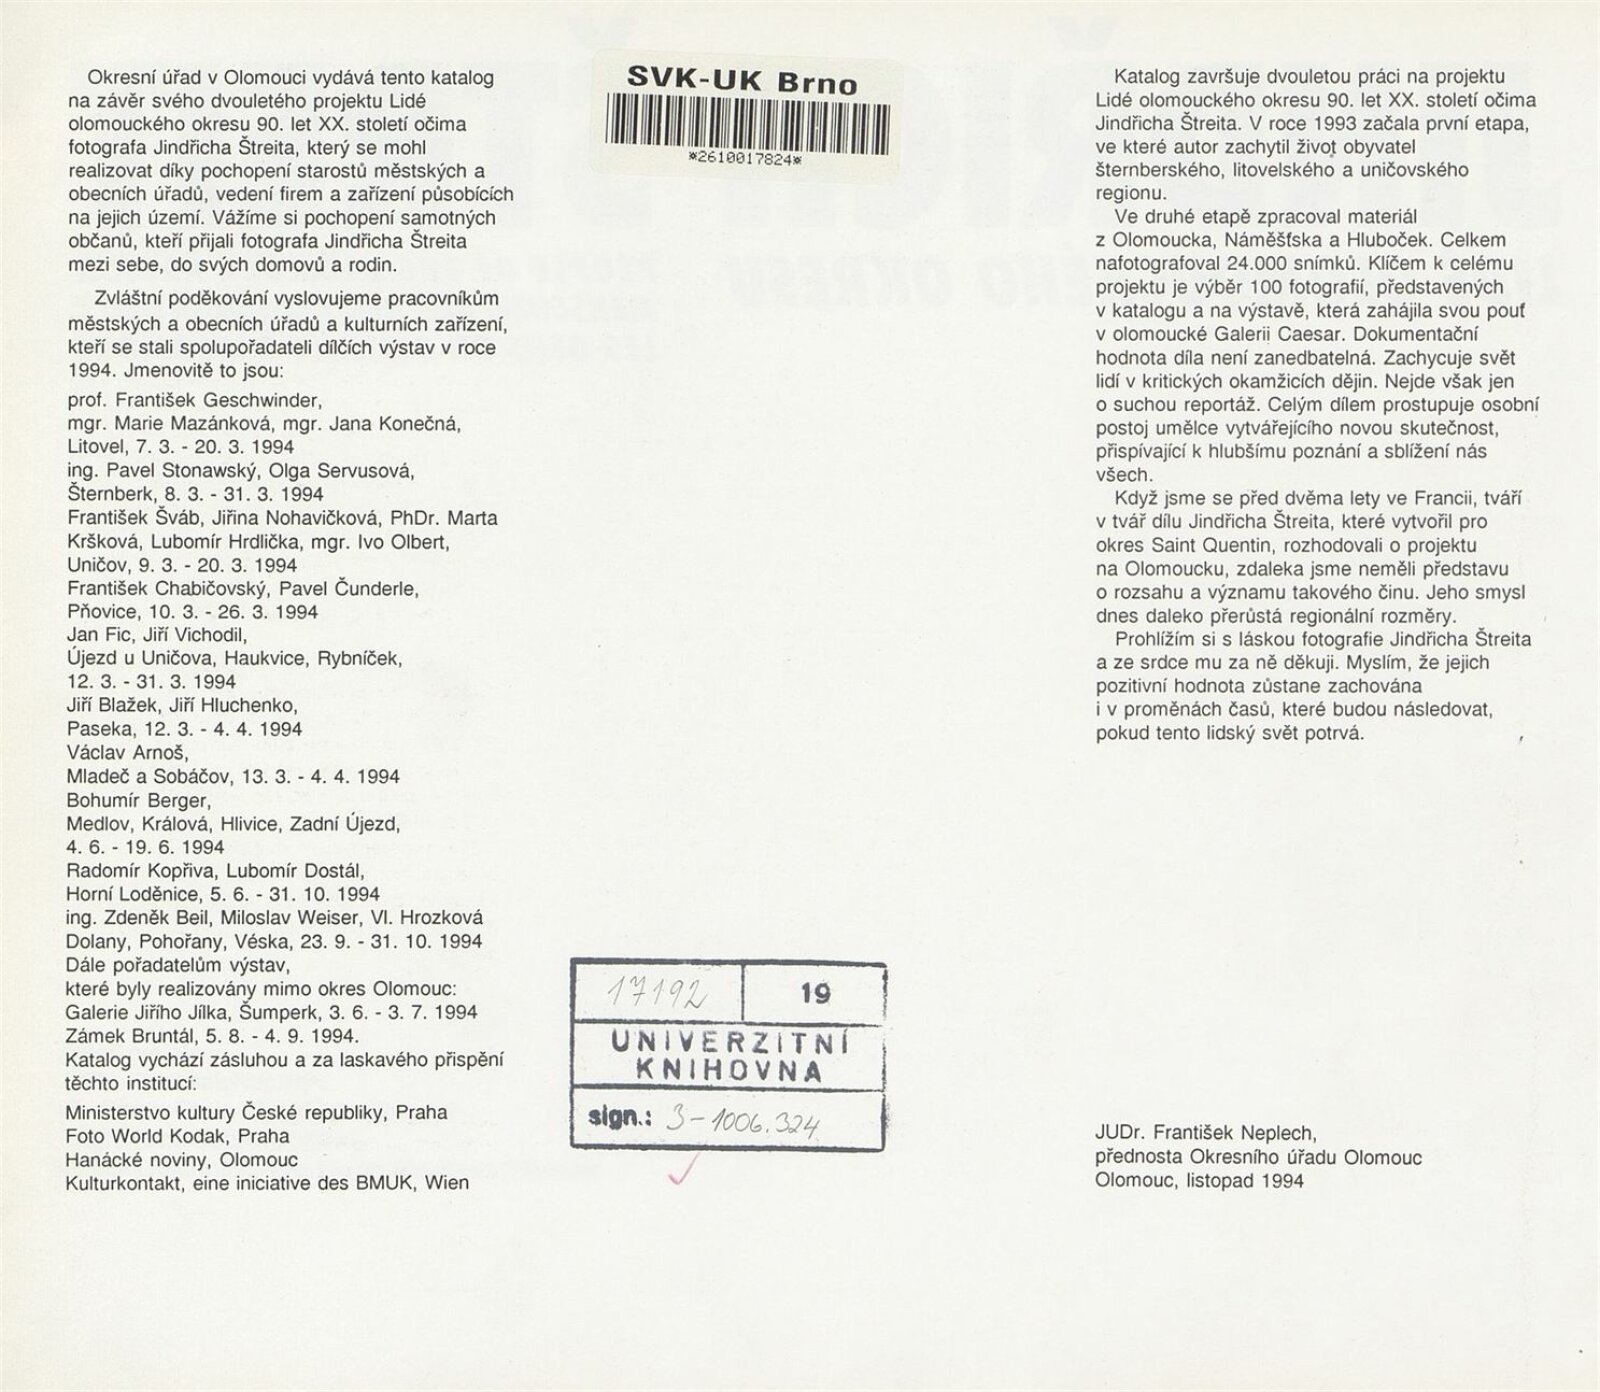 Okresní úřad v Olomouci vydává tento katalog
na závěr svého dvouletého projektu Lidé
olomouckého okresu 90. let XX. století očima
fotografa Jindřicha Štreita, který se mohl
realizovat díky pochopení starostů městských a
obecních úřadů, vedení firem a zařízení působících
na jejich území. Vážíme si pochopení samotných
občanů, kteří přijali fotografa Jindřicha Štreita
mezi sebe, do svých domovů a rodin.
Zvláštní poděkování vyslovujeme pracovníkům
městských a obecních úřadů a kulturních zařízení,
kteří se stali spolupořadateli dílčích výstav v roce
1994. Jmenovitě to jsou:
prof. František Geschwinder,
mgr. Marie Mazánková, mgr. Jana Konečná,
Litovel, 7. 3. - 20. 3. 1994
ing. Pavel Stonawský, Olga Servusová,
Šternberk, 8. 3. - 31. 3. 1994
František Šváb, Jiřina Nohavičková, PhDr. Marta
Kršková, Lubomír Hrdlička, mgr. Ivo Olbert,
Uničov, 9. 3. - 20. 3. 1994
František Chabičovský, Pavel Čunderle,
Pňovice, 10. 3. - 26. 3. 1994
Jan Fic, Jiří Vichodil,
Újezd u Uničova, Haukvice, Rybníček,
12. 3. - 31. 3. 1994
Jiří Blažek, Jiří Hluchenko,
Paseka, 12. 3. - 4. 4. 1994
Václav Arnoš,
Mladeč a Sobáčov, 13. 3. - 4. 4. 1994
Bohumír Berger,
Medlov, Králová, Hlivice, Zadní Újezd,
4. 6. - 19. 6. 1994
Radomír Kopřiva, Lubomír Dostál,
Horní Loděnice, 5. 6. - 31. 10. 1994
ing. Zdeněk Beil, Miloslav Weiser, Vl. Hrozková
Dolany, Pohořany, Véska, 23. 9. - 31. 10. 1994
Dále pořadatelům výstav,
které byly realizovány mimo okres Olomouc:
Galerie Jiřího Jílka, Šumperk, 3. 6. - 3. 7. 1994
Zámek Bruntál, 5. 8. - 4. 9. 1994.
Katalog vychází zásluhou a za laskavého přispění
těchto institucí:
Ministerstvo kultury České republiky, Praha
Foto World Kodak, Praha
Hanácké noviny, Olomouc
Kulturkontakt, eine iniciative des BMUK, Wien
SVK-UK Brno
*2610017824*
17192 19
UNIVERZITNÍ
KNIHOVNA
sign.: 3-1006.324
Katalog završuje dvouletou práci na projektu
Lidé olomouckého okresu 90. let XX. století očima
Jindřicha Štreita. V roce 1993 začala první etapa,
ve které autor zachytil život obyvatel
šternberského, litovelského a uničovského
regionu.
Ve druhé etapě zpracoval materiál
z Olomoucka, Náměšťska a Hluboček. Celkem
nafotografoval 24.000 snímků. Klíčem k celému
projektu je výběr 100 fotografií, představených
v katalogu a na výstavě, která zahájila svou pouť
v olomoucké Galerii Caesar. Dokumentační
hodnota díla není zanedbatelná. Zachycuje svět
lidí v kritických okamžicích dějin. Nejde však jen
o suchou reportáž. Celým dílem prostupuje osobní
postoj umělce vytvářejícího novou skutečnost,
přispívající k hlubšímu poznání a sblížení nás
všech.
Když jsme se před dvěma lety ve Francii, tváří
v tvář dílu Jindřicha Štreita, které vytvořil pro
okres Saint Quentin, rozhodovali o projektu
na Olomoucku, zdaleka jsme neměli představu
o rozsahu a významu takového činu. Jeho smysl
dnes daleko přerůstá regionální rozměry.
Prohlížím si s láskou fotografie Jindřicha Štreita
a ze srdce mu za ně děkuji. Myslím, že jejich
pozitivní hodnota zůstane zachována
i v proměnách časů, které budou následovat,
pokud tento lidský svět potrvá.
JUDr. František Neplech,
přednosta Okresního úřadu Olomouc
Olomouc, listopad 1994